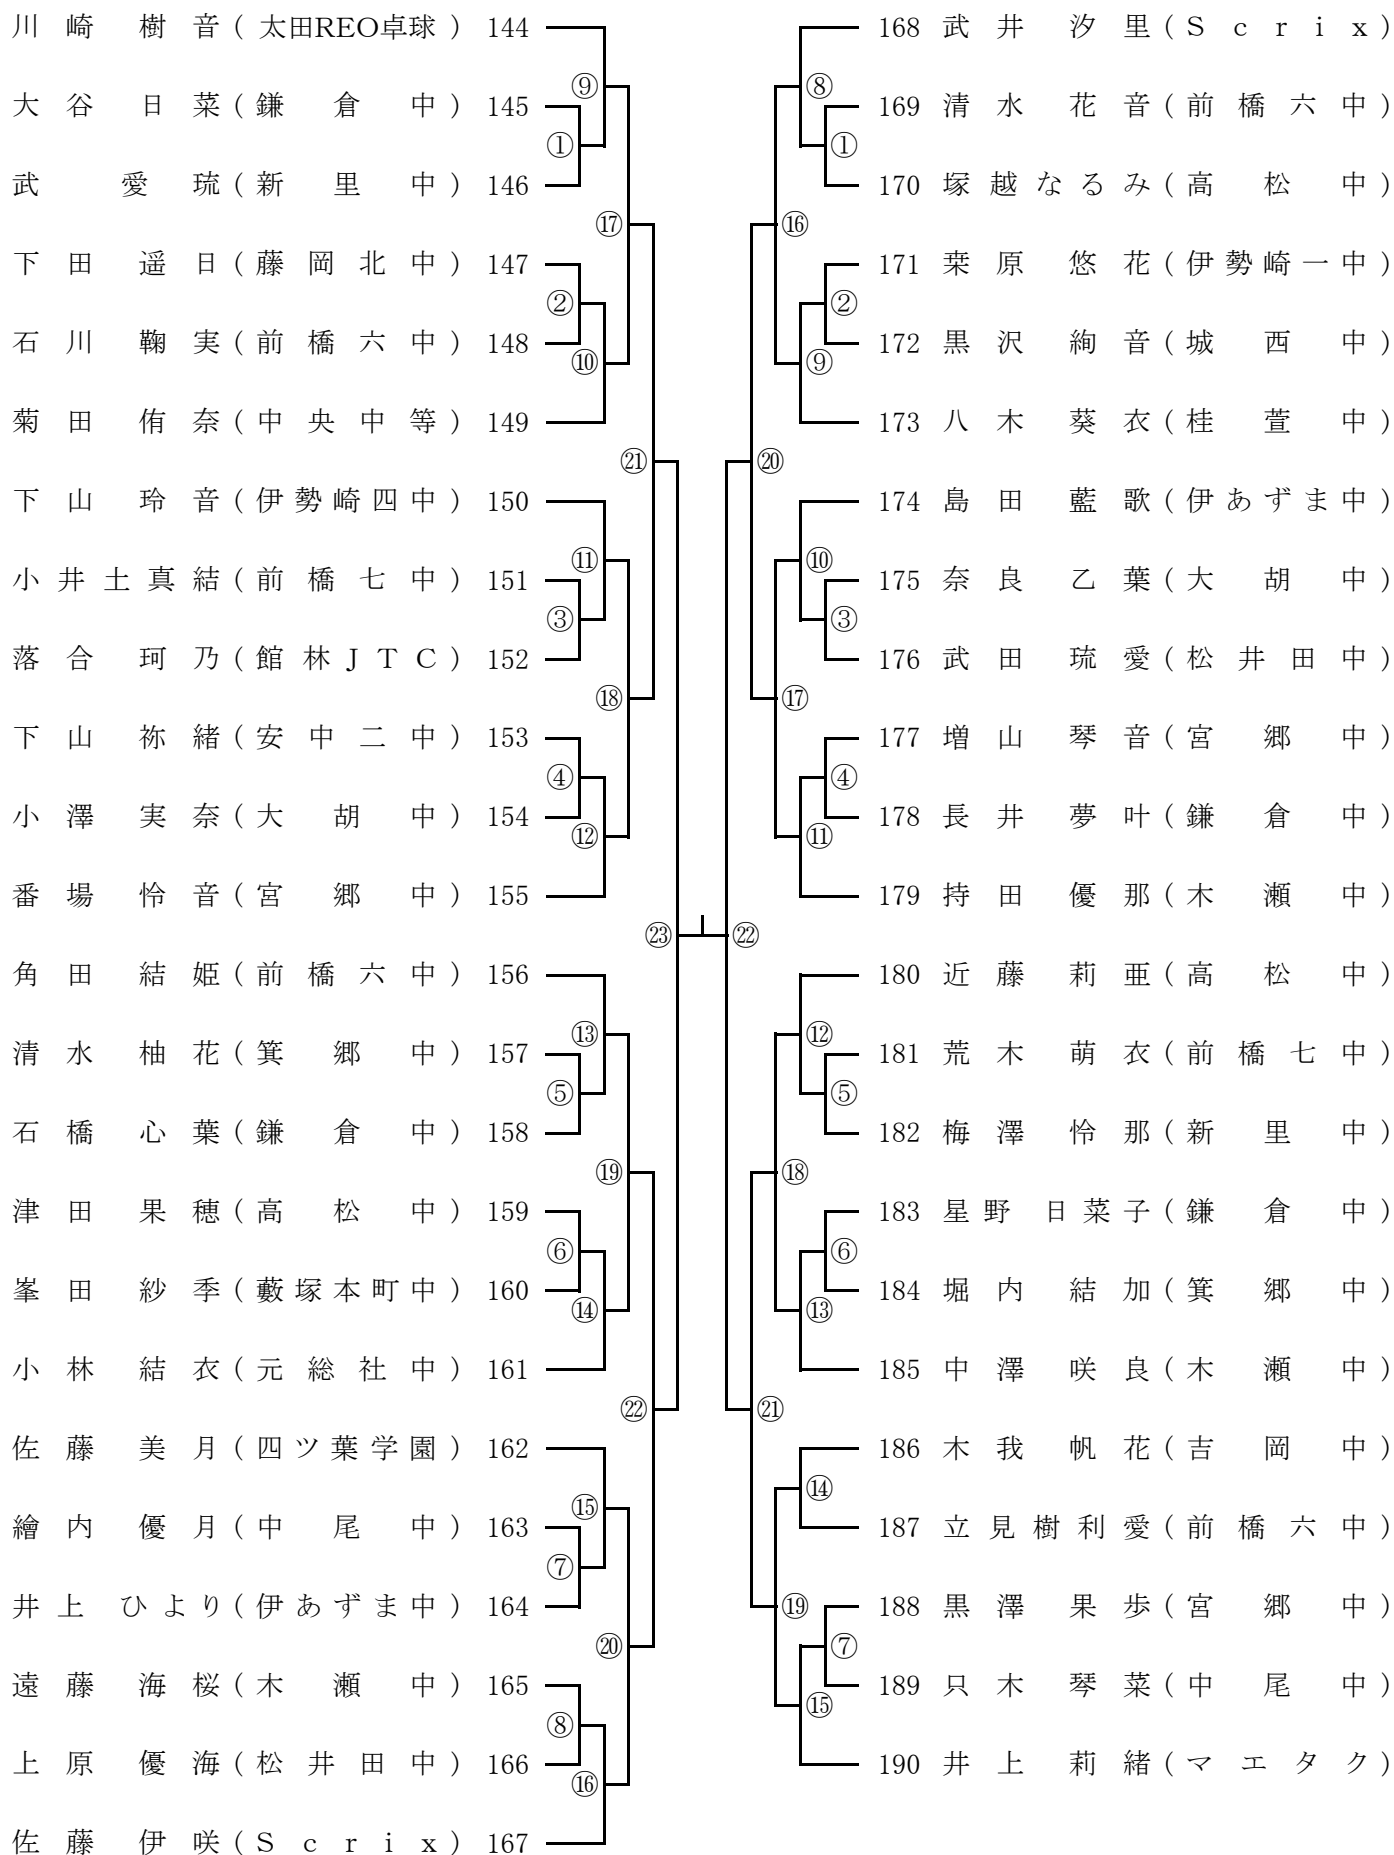 川崎樹音(太田REO卓球) 144
⑨
大谷日菜(鎌倉中) 145
①
武愛琉(新里中) 146
⑰
下田遥日(藤岡北中) 147
②
石川鞠実(前橋六中) 148
⑩
菊田侑奈(中央中等) 149
㉑
下山玲音(伊勢崎四中) 150
⑪
小井土真結(前橋七中) 151
③
落合珂乃(館林JTC) 152
⑱
下山祢緒(安中二中) 153
④
小澤実奈(大胡中) 154
⑫
番場怜音(宮郷中) 155
㉓
角田結姫(前橋六中) 156
⑬
清水柚花(箕郷中) 157
⑤
石橋心葉(鎌倉中) 158
⑲
津田果穂(高松中) 159
⑥
峯田紗季(藪塚本町中) 160
⑭
小林結衣(元総社中) 161
㉒
佐藤美月(四ツ葉学園) 162
⑮
繪内優月(中尾中) 163
⑦
井上ひより(伊あずま中) 164
⑳
遠藤海桜(木瀬中) 165
⑧
上原優海(松井田中) 166
⑯
佐藤伊咲(Scrix) 167
168 武井汐里(Scrix)
⑧
169 清水花音(前橋六中)
①
170 塚越なるみ(高松中)
⑯
171 桒原悠花(伊勢崎一中)
②
172 黒沢絢音(城西中)
⑨
173 八木葵衣(桂萱中)
⑳
174 島田藍歌(伊あずま中)
⑩
175 奈良乙葉(大胡中)
③
176 武田琉愛(松井田中)
⑰
177 増山琴音(宮郷中)
④
178 長井夢叶(鎌倉中)
⑪
179 持田優那(木瀬中)
㉒
180 近藤莉亜(高松中)
⑫
181 荒木萌衣(前橋七中)
⑤
182 梅澤怜那(新里中)
⑱
183 星野日菜子(鎌倉中)
⑥
184 堀内結加(箕郷中)
⑬
185 中澤咲良(木瀬中)
㉑
186 木我帆花(吉岡中)
⑭
187 立見樹利愛(前橋六中)
⑲
188 黒澤果歩(宮郷中)
⑦
189 只木琴菜(中尾中)
⑮
190 井上莉緒(マエタク)